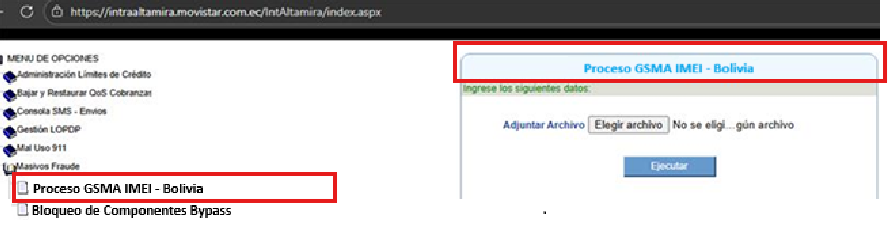 https://intraaltamira.movistar.com.ec/IntAltamira/index.aspx
MENU DE OPCIONES
Administración Límites de Crédito
Bajar y Restaurar QoS Cobranzas
Consola SMS - Envios
Gestión LOPDP
Mal Uso 911
Masivos Fraude
Proceso GSMA IMEI - Bolivia
Bloqueo de Componentes Bypass
Proceso GSMA IMEI - Bolivia
Ingrese los siguientes datos:
Adjuntar Archivo Elegir archivo No se eligi...gún archivo
Ejecutar
.